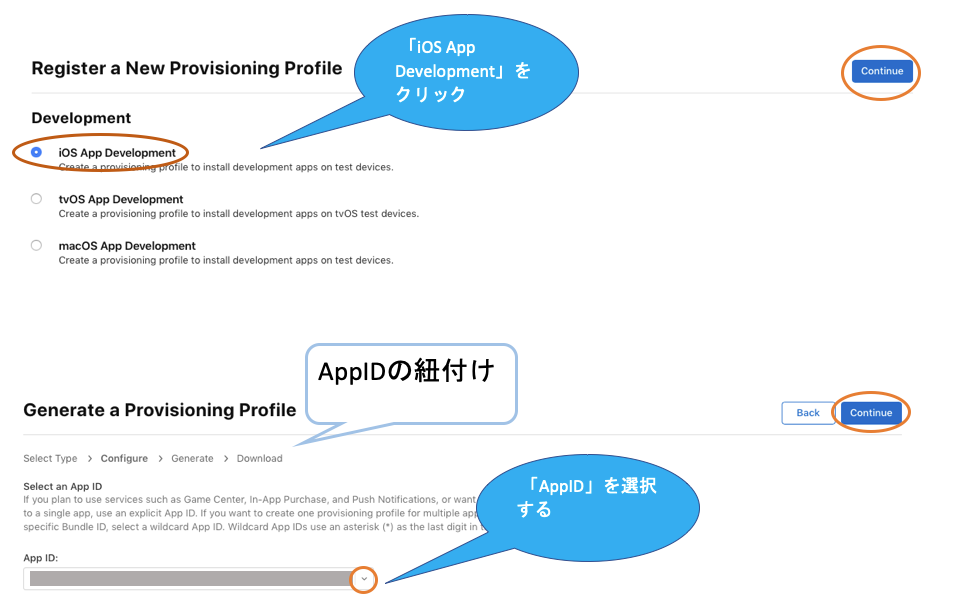 「iOS App
Development」を
クリック
Register a New Provisioning Profile
Continue
Development
iOS App Development
Create a provisioning profile to install development apps on test devices.
tvOS App Development
Create a provisioning profile to install development apps on tvOS test devices.
macOS App Development
Create a provisioning profile to install development apps on test devices.
AppIDの紐付け
Generate a Provisioning Profile
Back
Continue
Select Type > Configure > Generate > Download
Select an App ID
If you plan to use services such as Game Center, In-App Purchase, and Push Notifications, or want
to a single app, use an explicit App ID. If you want to create one provisioning profile for multiple
specific Bundle ID, select a wildcard App ID. Wildcard App IDs use an asterisk (*) as the last digit in
「AppID」を選択
する
App ID: